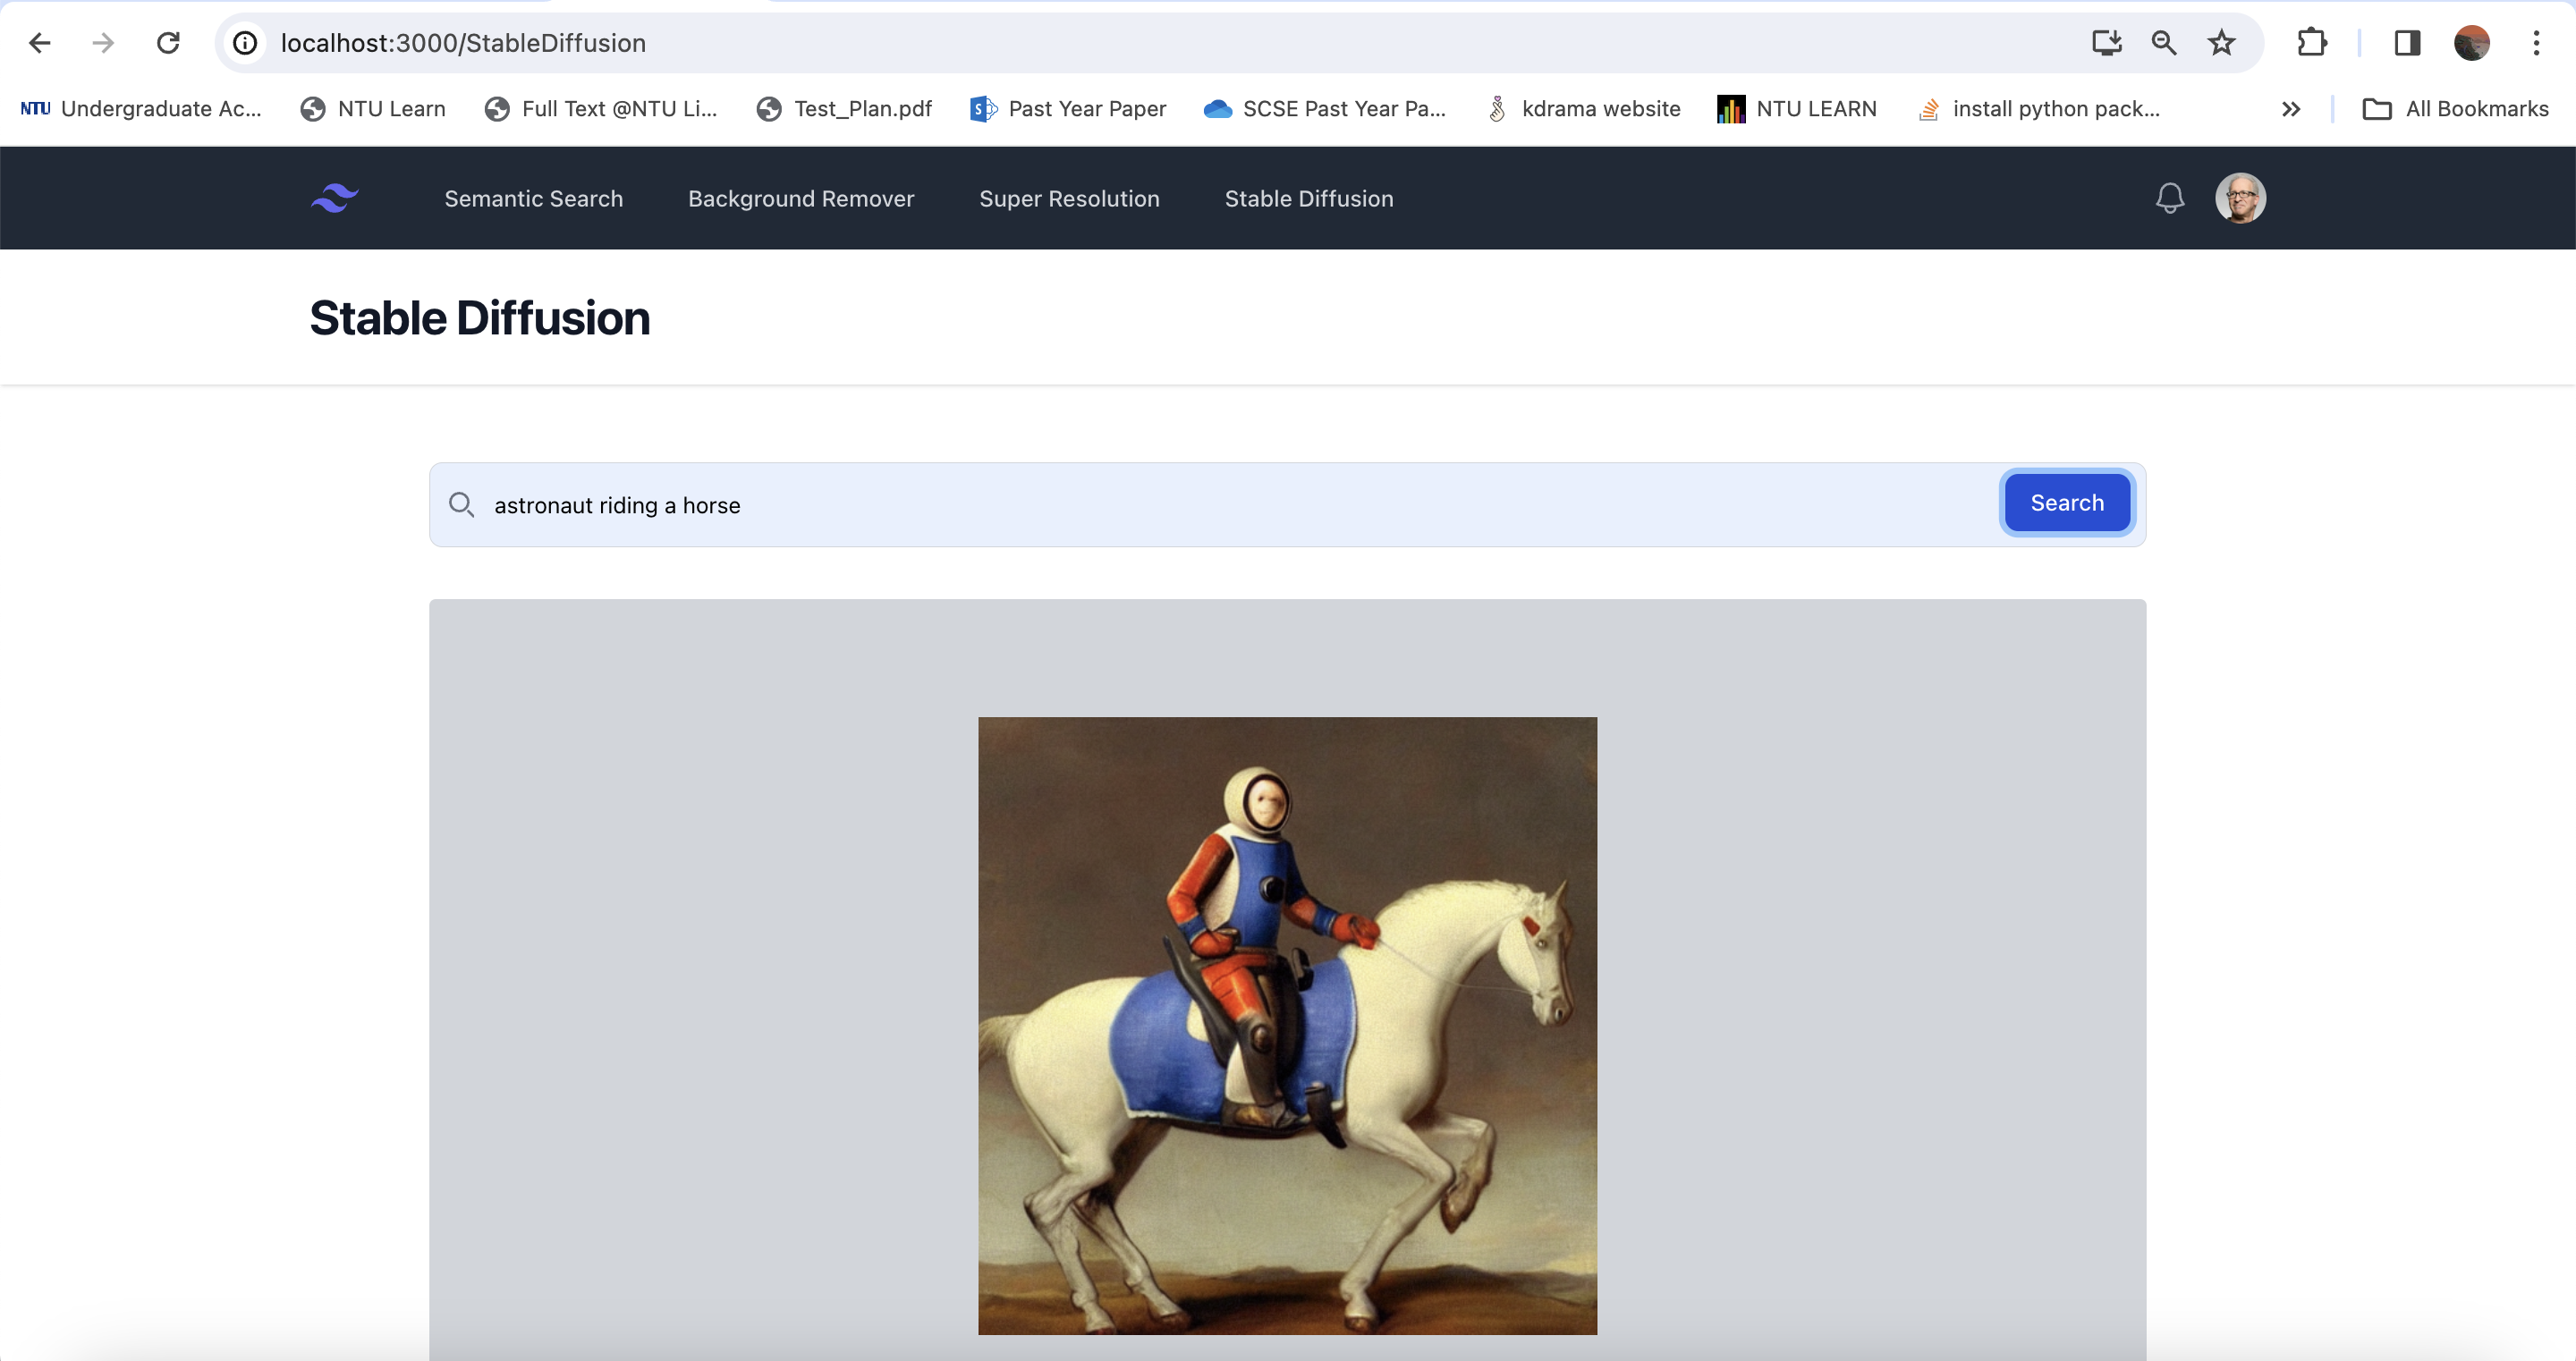 localhost:3000/StableDiffusion
NTU Undergraduate Ac... NTU Learn Full Text @NTU Li... Test_Plan.pdf S Past Year Paper SCSE Past Year Pa... kdrama website NTU LEARN install python pack... » All Bookmarks
Semantic Search Background Remover Super Resolution Stable Diffusion
Stable Diffusion
astronaut riding a horse Search